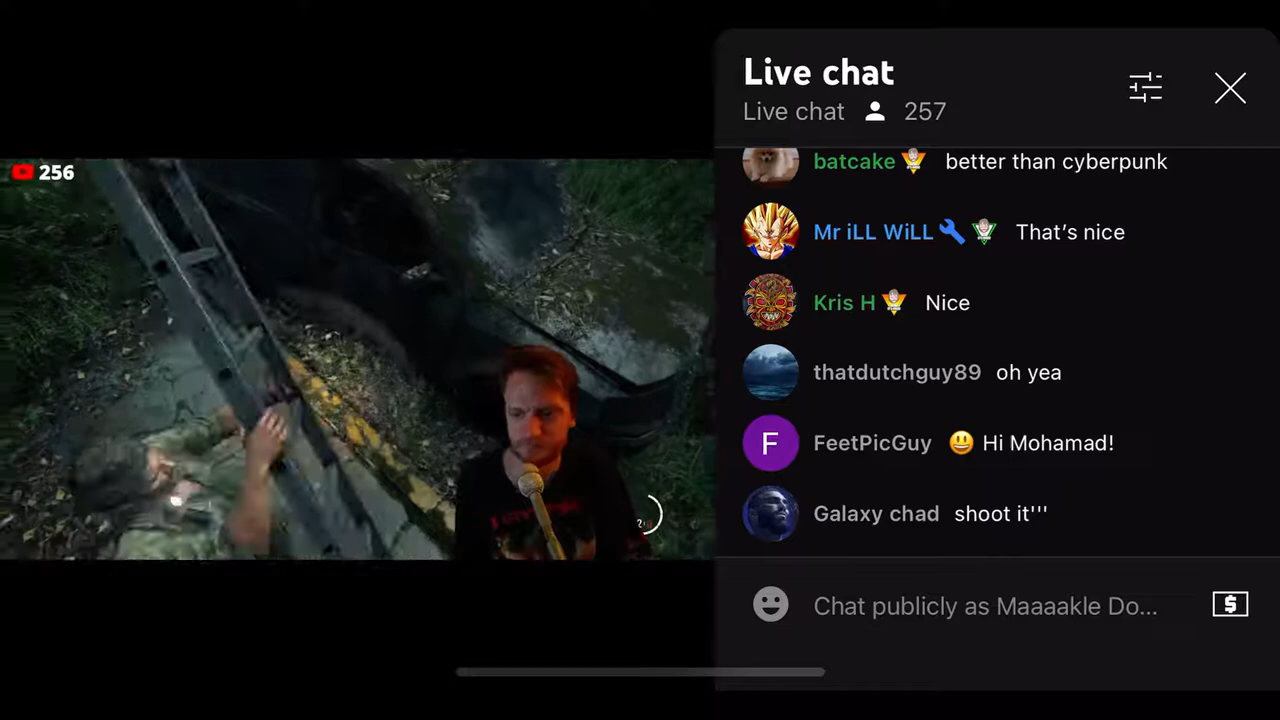 256
Live chat
Live chat 257
batcake better than cyberpunk
Mr iLL WiLL That’s nice
Kris H Nice
thatdutchguy89 oh yea
F
FeetPicGuy 😃 Hi Mohamad!
Galaxy chad shoot it'''
Chat publicly as Maaaakle Do... $